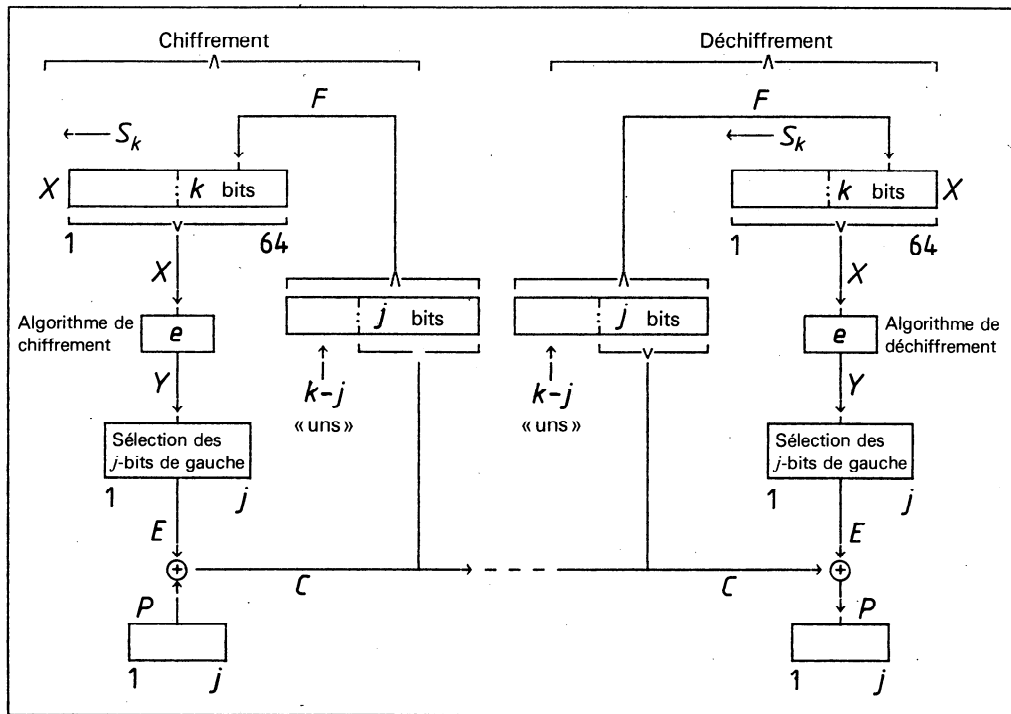 Chiffrement
F
← S_k
X
k bits
1 64
X
Algorithme de
chiffrement
e
Y
Sélection des
j-bits de gauche
1 j
E
+
C
P
1 j
j bits
k-j
« uns »
Déchiffrement
F
← S_k
k bits
X
1 64
X
j bits
k-j
« uns »
e
Algorithme de
déchiffrement
Y
Sélection des
j-bits de gauche
1 j
E
C
+
P
1 j